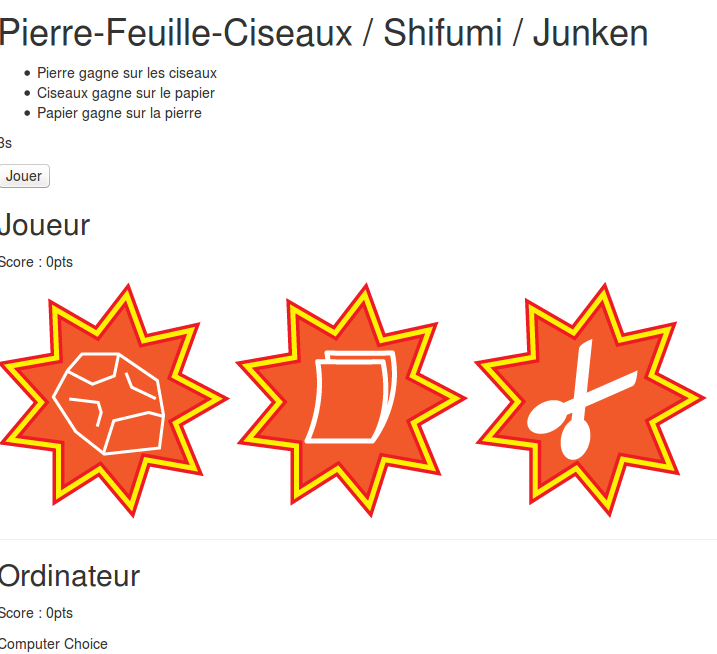 Pierre-Feuille-Ciseaux / Shifumi / Junken
Pierre gagne sur les ciseaux
Ciseaux gagne sur le papier
Papier gagne sur la pierre
3s
Jouer
Joueur
Score : 0pts
Ordinateur
Score : 0pts
Computer Choice